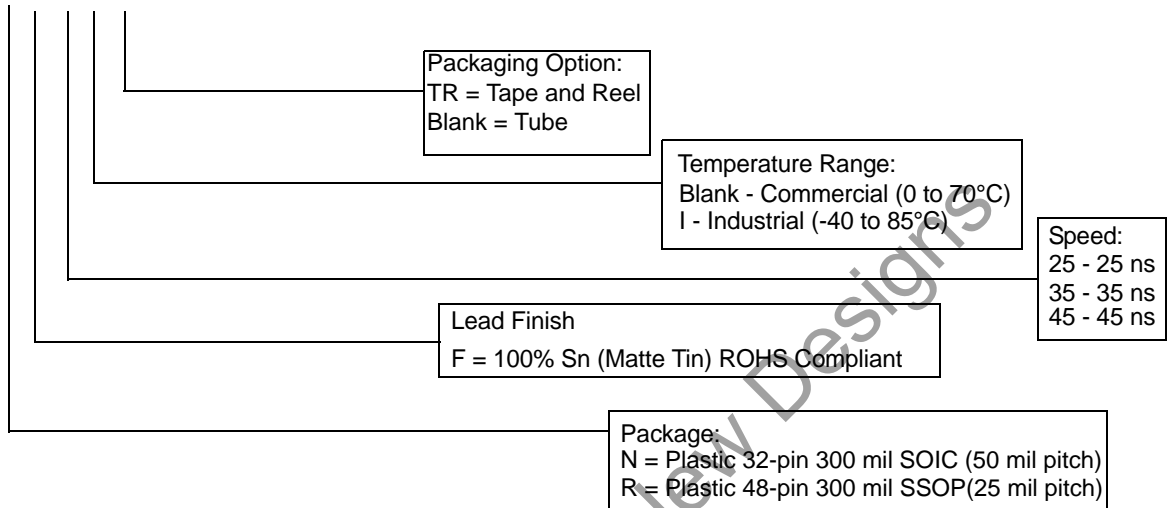 Packaging Option:
TR = Tape and Reel
Blank = Tube
Temperature Range:
Blank - Commercial (0 to 70°C)
I - Industrial (-40 to 85°C)
Speed:
25 - 25 ns
35 - 35 ns
45 - 45 ns
Lead Finish
F = 100% Sn (Matte Tin) ROHS Compliant
Package:
N = Plastic 32-pin 300 mil SOIC (50 mil pitch)
R = Plastic 48-pin 300 mil SSOP(25 mil pitch)
New Designs